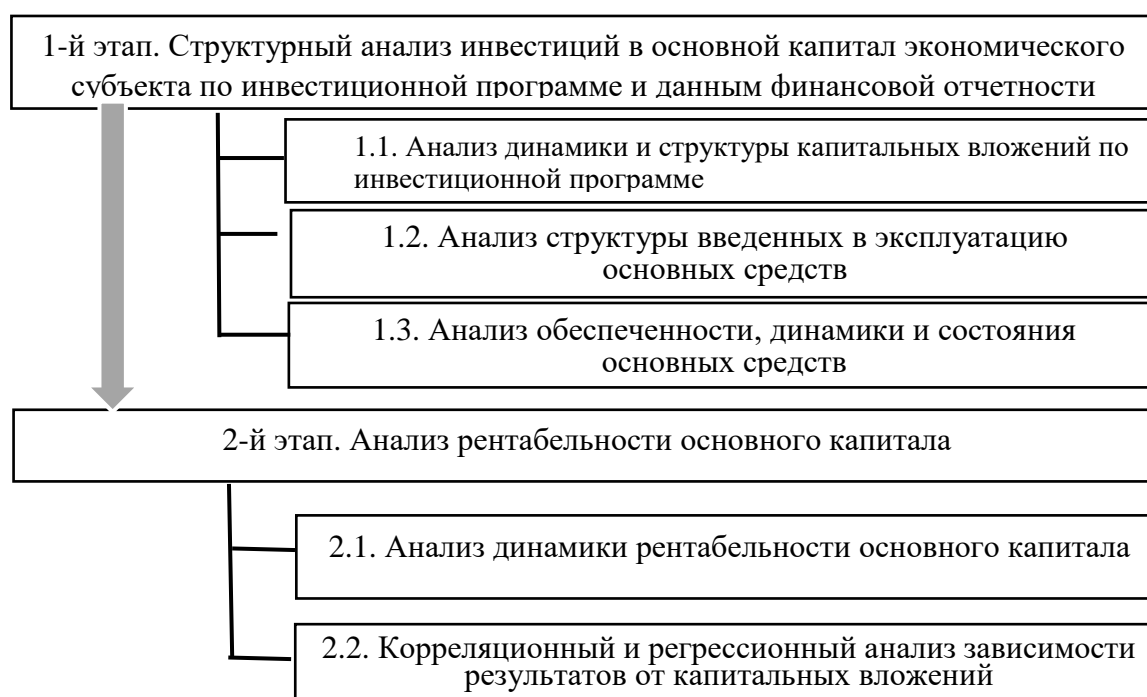 1-й этап. Структурный анализ инвестиций в основной капитал экономического
субъекта по инвестиционной программе и данным финансовой отчетности
1.1. Анализ динамики и структуры капитальных вложений по
инвестиционной программе
1.2. Анализ структуры введенных в эксплуатацию
основных средств
1.3. Анализ обеспеченности, динамики и состояния
основных средств
2-й этап. Анализ рентабельности основного капитала
2.1. Анализ динамики рентабельности основного капитала
2.2. Корреляционный и регрессионный анализ зависимости
результатов от капитальных вложений